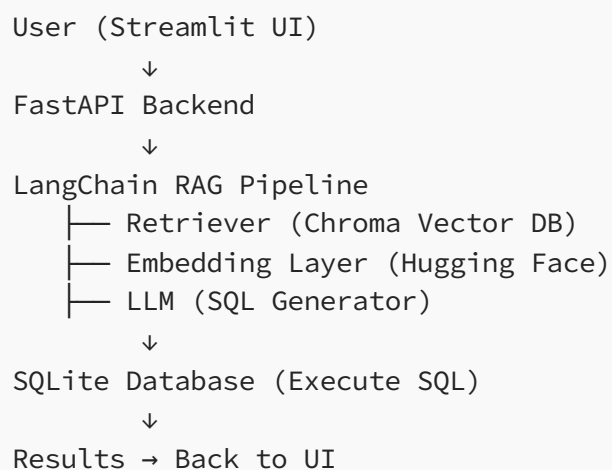 User (Streamlit UI)
↓
FastAPI Backend
↓
LangChain RAG Pipeline
├── Retriever (Chroma Vector DB)
├── Embedding Layer (Hugging Face)
├── LLM (SQL Generator)
↓
SQLite Database (Execute SQL)
↓
Results → Back to UI